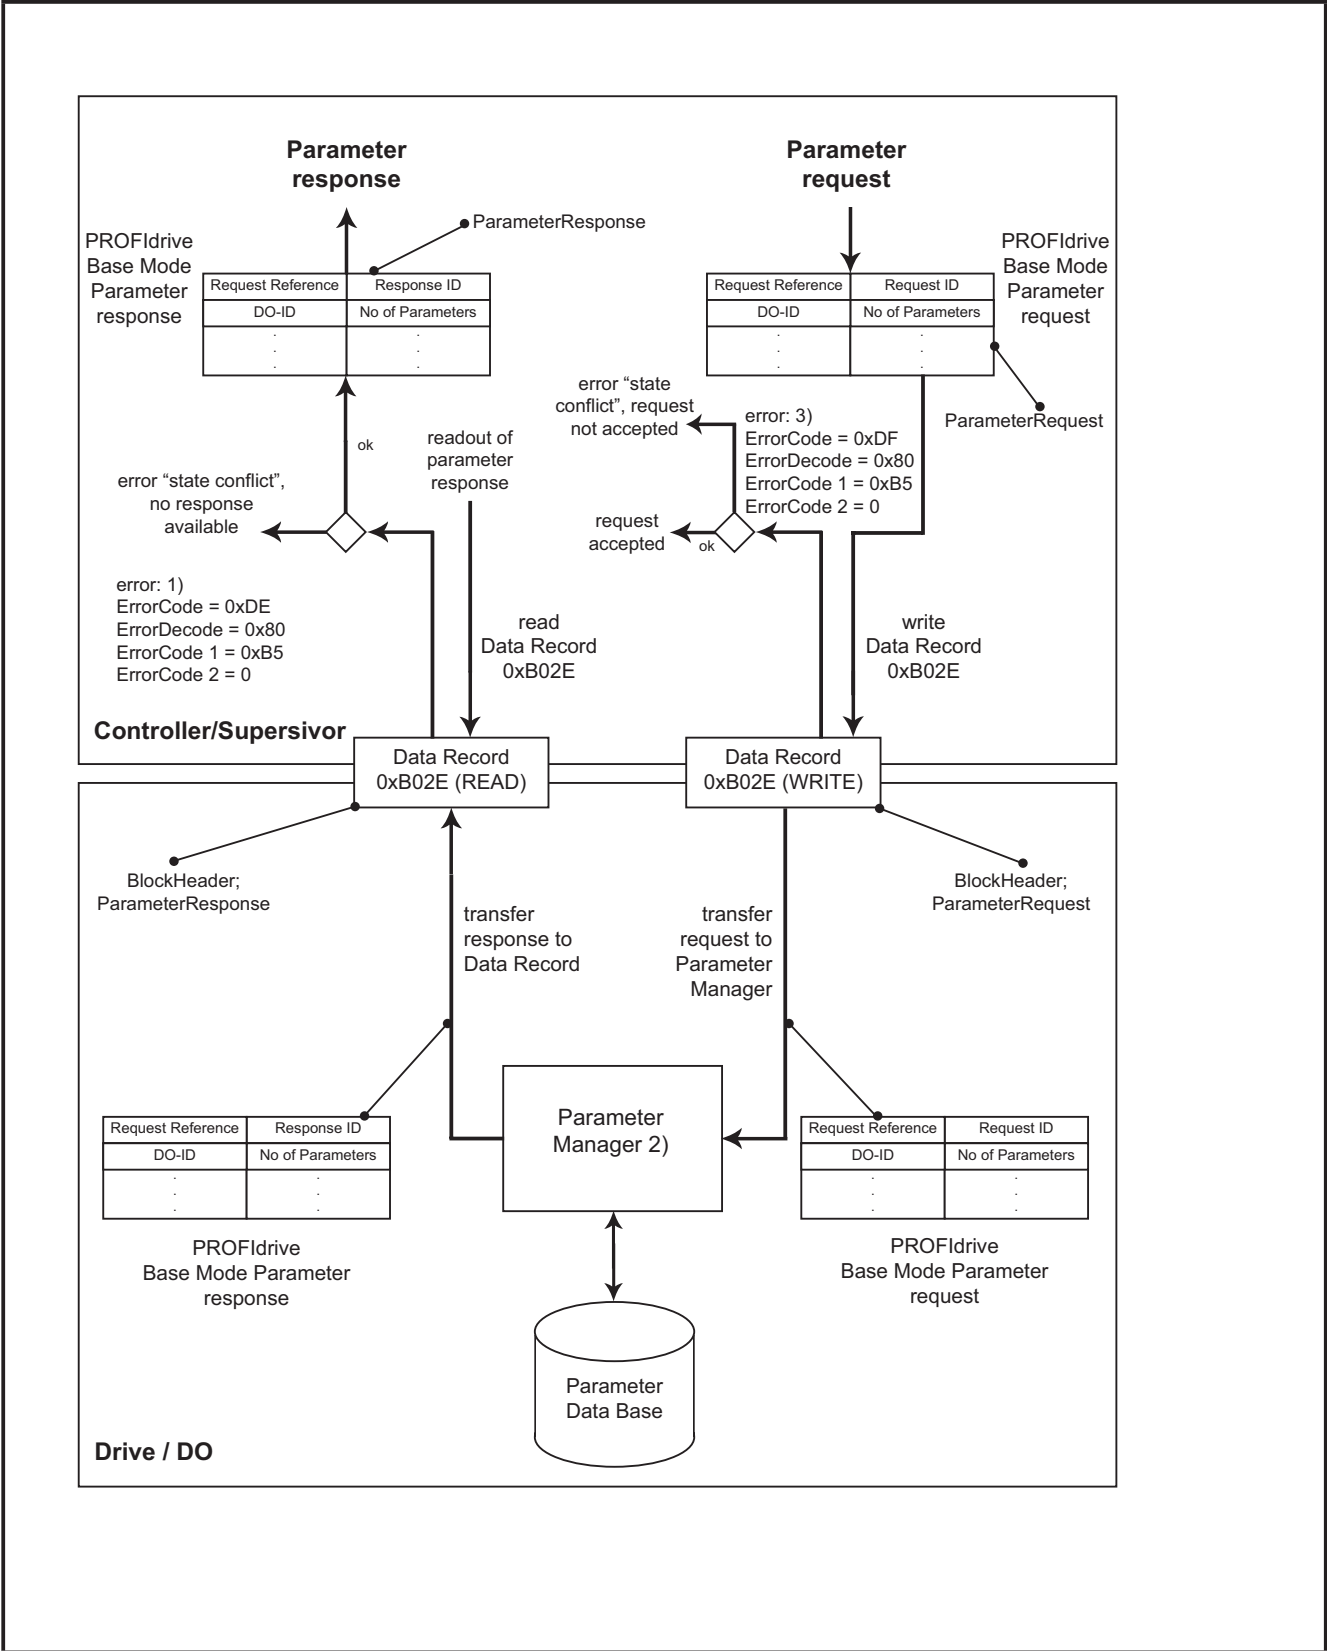 Parameter
response
Parameter
request
ParameterResponse
PROFIdrive
Base Mode
Parameter
response
Request Reference
Response ID
DO-ID
No of Parameters
.
.
.
.
.
.
Request Reference
Request ID
DO-ID
No of Parameters
.
.
.
.
.
.
PROFIdrive
Base Mode
Parameter
request
ParameterRequest
ok
readout of
parameter
response
error “state conflict”,
no response
available
error: 1)
ErrorCode = 0xDE
ErrorDecode = 0x80
ErrorCode 1 = 0xB5
ErrorCode 2 = 0
error “state
conflict”, request
not accepted
error: 3)
ErrorCode = 0xDF
ErrorDecode = 0x80
ErrorCode 1 = 0xB5
ErrorCode 2 = 0
request
accepted
ok
read
Data Record
0xB02E
write
Data Record
0xB02E
Controller/Supersivor
Data Record
0xB02E (READ)
Data Record
0xB02E (WRITE)
BlockHeader;
ParameterResponse
BlockHeader;
ParameterRequest
transfer
response to
Data Record
transfer
request to
Parameter
Manager
Parameter
Manager 2)
Request Reference
Response ID
DO-ID
No of Parameters
.
.
.
.
.
.
PROFIdrive
Base Mode Parameter
response
Request Reference
Request ID
DO-ID
No of Parameters
.
.
.
.
.
.
PROFIdrive
Base Mode Parameter
request
Parameter
Data Base
Drive / DO